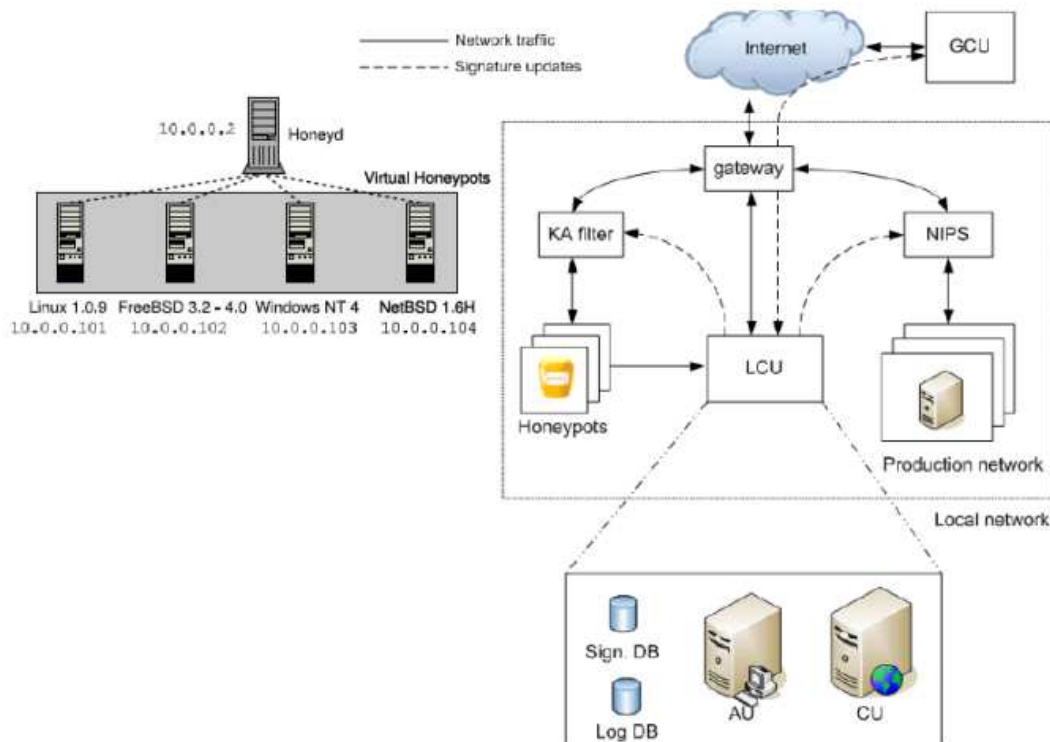 Network traffic
Signature updates
Internet
GCU
10.0.0.2
Honeyd
Virtual Honeypots
Linux 1.0.9 FreeBSD 3.2 - 4.0 Windows NT 4 NetBSD 1.6H
10.0.0.101 10.0.0.102 10.0.0.103 10.0.0.104
gateway
KA filter
NIPS
LCU
Honeypots
Production network
Local network
Sign. DB
Log DB
AU
CU